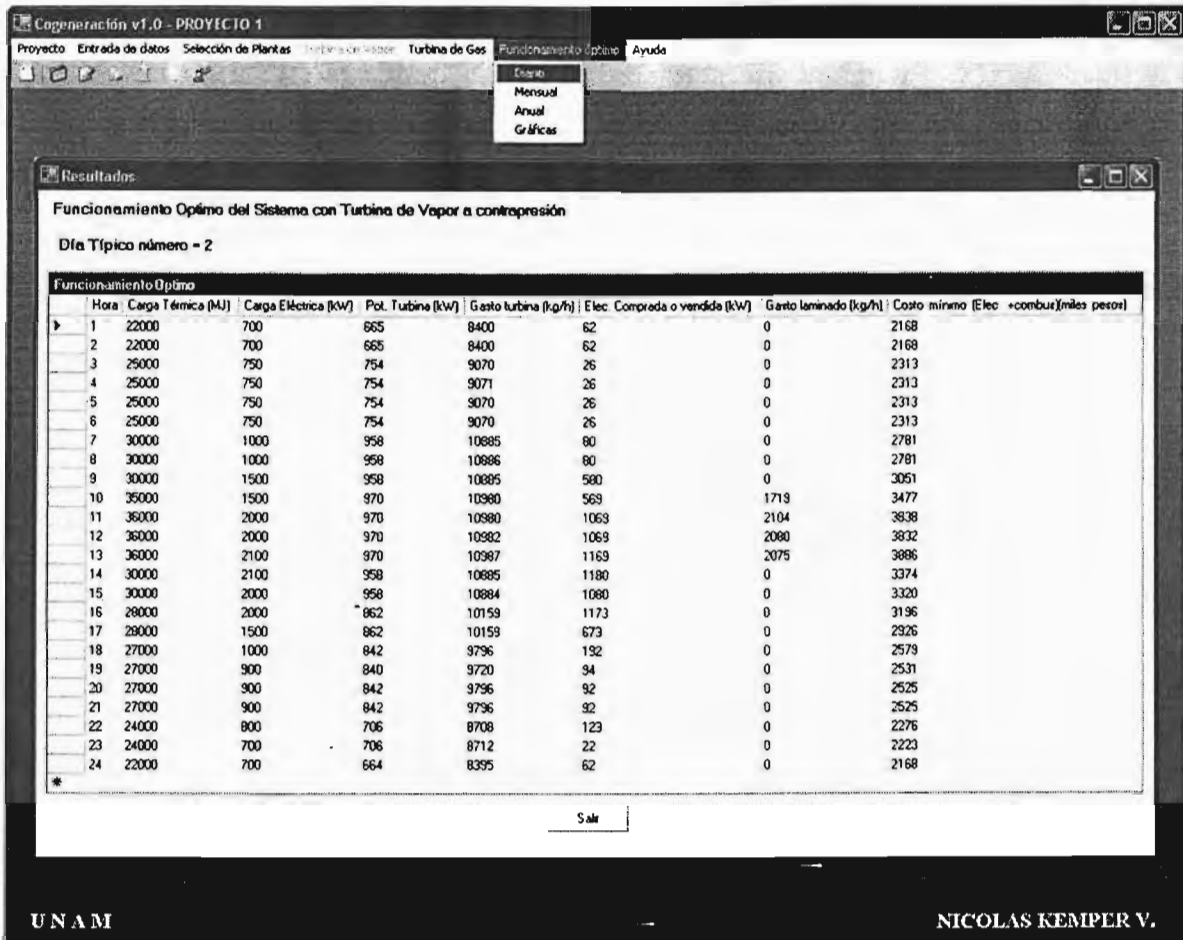 Cogeneración v1.0 - PROYECTO 1
Proyecto Entrada de datos Selección de Plantas Turbina de Vapor Turbina de Gas Funcionamiento óptimo Ayuda
Diario
Mensual
Anual
Gráficas
Resultados
Funcionamiento Optimo del Sistema con Turbina de Vapor a contrapresión
Día Típico número = 2
Funcionamiento Optimo
Hora Carga Térmica (MJ) Carga Eléctrica (kW) Pot. Turbina (kW) Gasto turbina (kg/h) Elec. Comprada o vendida (kW) Gasto laminado (kg/h) Costo mínimo (Elec. +combus)(miles pesos)
1 22000 700 665 8400 62 0 2168
2 22000 700 665 8400 62 0 2168
3 25000 750 754 9070 26 0 2313
4 25000 750 754 9071 26 0 2313
5 25000 750 754 9070 26 0 2313
6 25000 750 754 9070 26 0 2313
7 30000 1000 958 10885 80 0 2781
8 30000 1000 958 10886 80 0 2781
9 30000 1500 958 10885 580 0 3051
10 35000 1500 970 10980 569 1719 3477
11 36000 2000 970 10980 1069 2104 3838
12 36000 2000 970 10982 1069 2080 3832
13 36000 2100 970 10987 1169 2075 3886
14 30000 2100 958 10885 1180 0 3374
15 30000 2000 958 10884 1080 0 3320
16 28000 2000 862 10159 1173 0 3196
17 28000 1500 862 10159 673 0 2926
18 27000 1000 842 9796 192 0 2579
19 27000 900 840 9720 94 0 2531
20 27000 900 842 9796 92 0 2525
21 27000 900 842 9796 92 0 2525
22 24000 800 706 8708 123 0 2276
23 24000 700 706 8712 22 0 2223
24 22000 700 664 8395 62 0 2168
Salir
UNAM
NICOLAS KEMPER V.